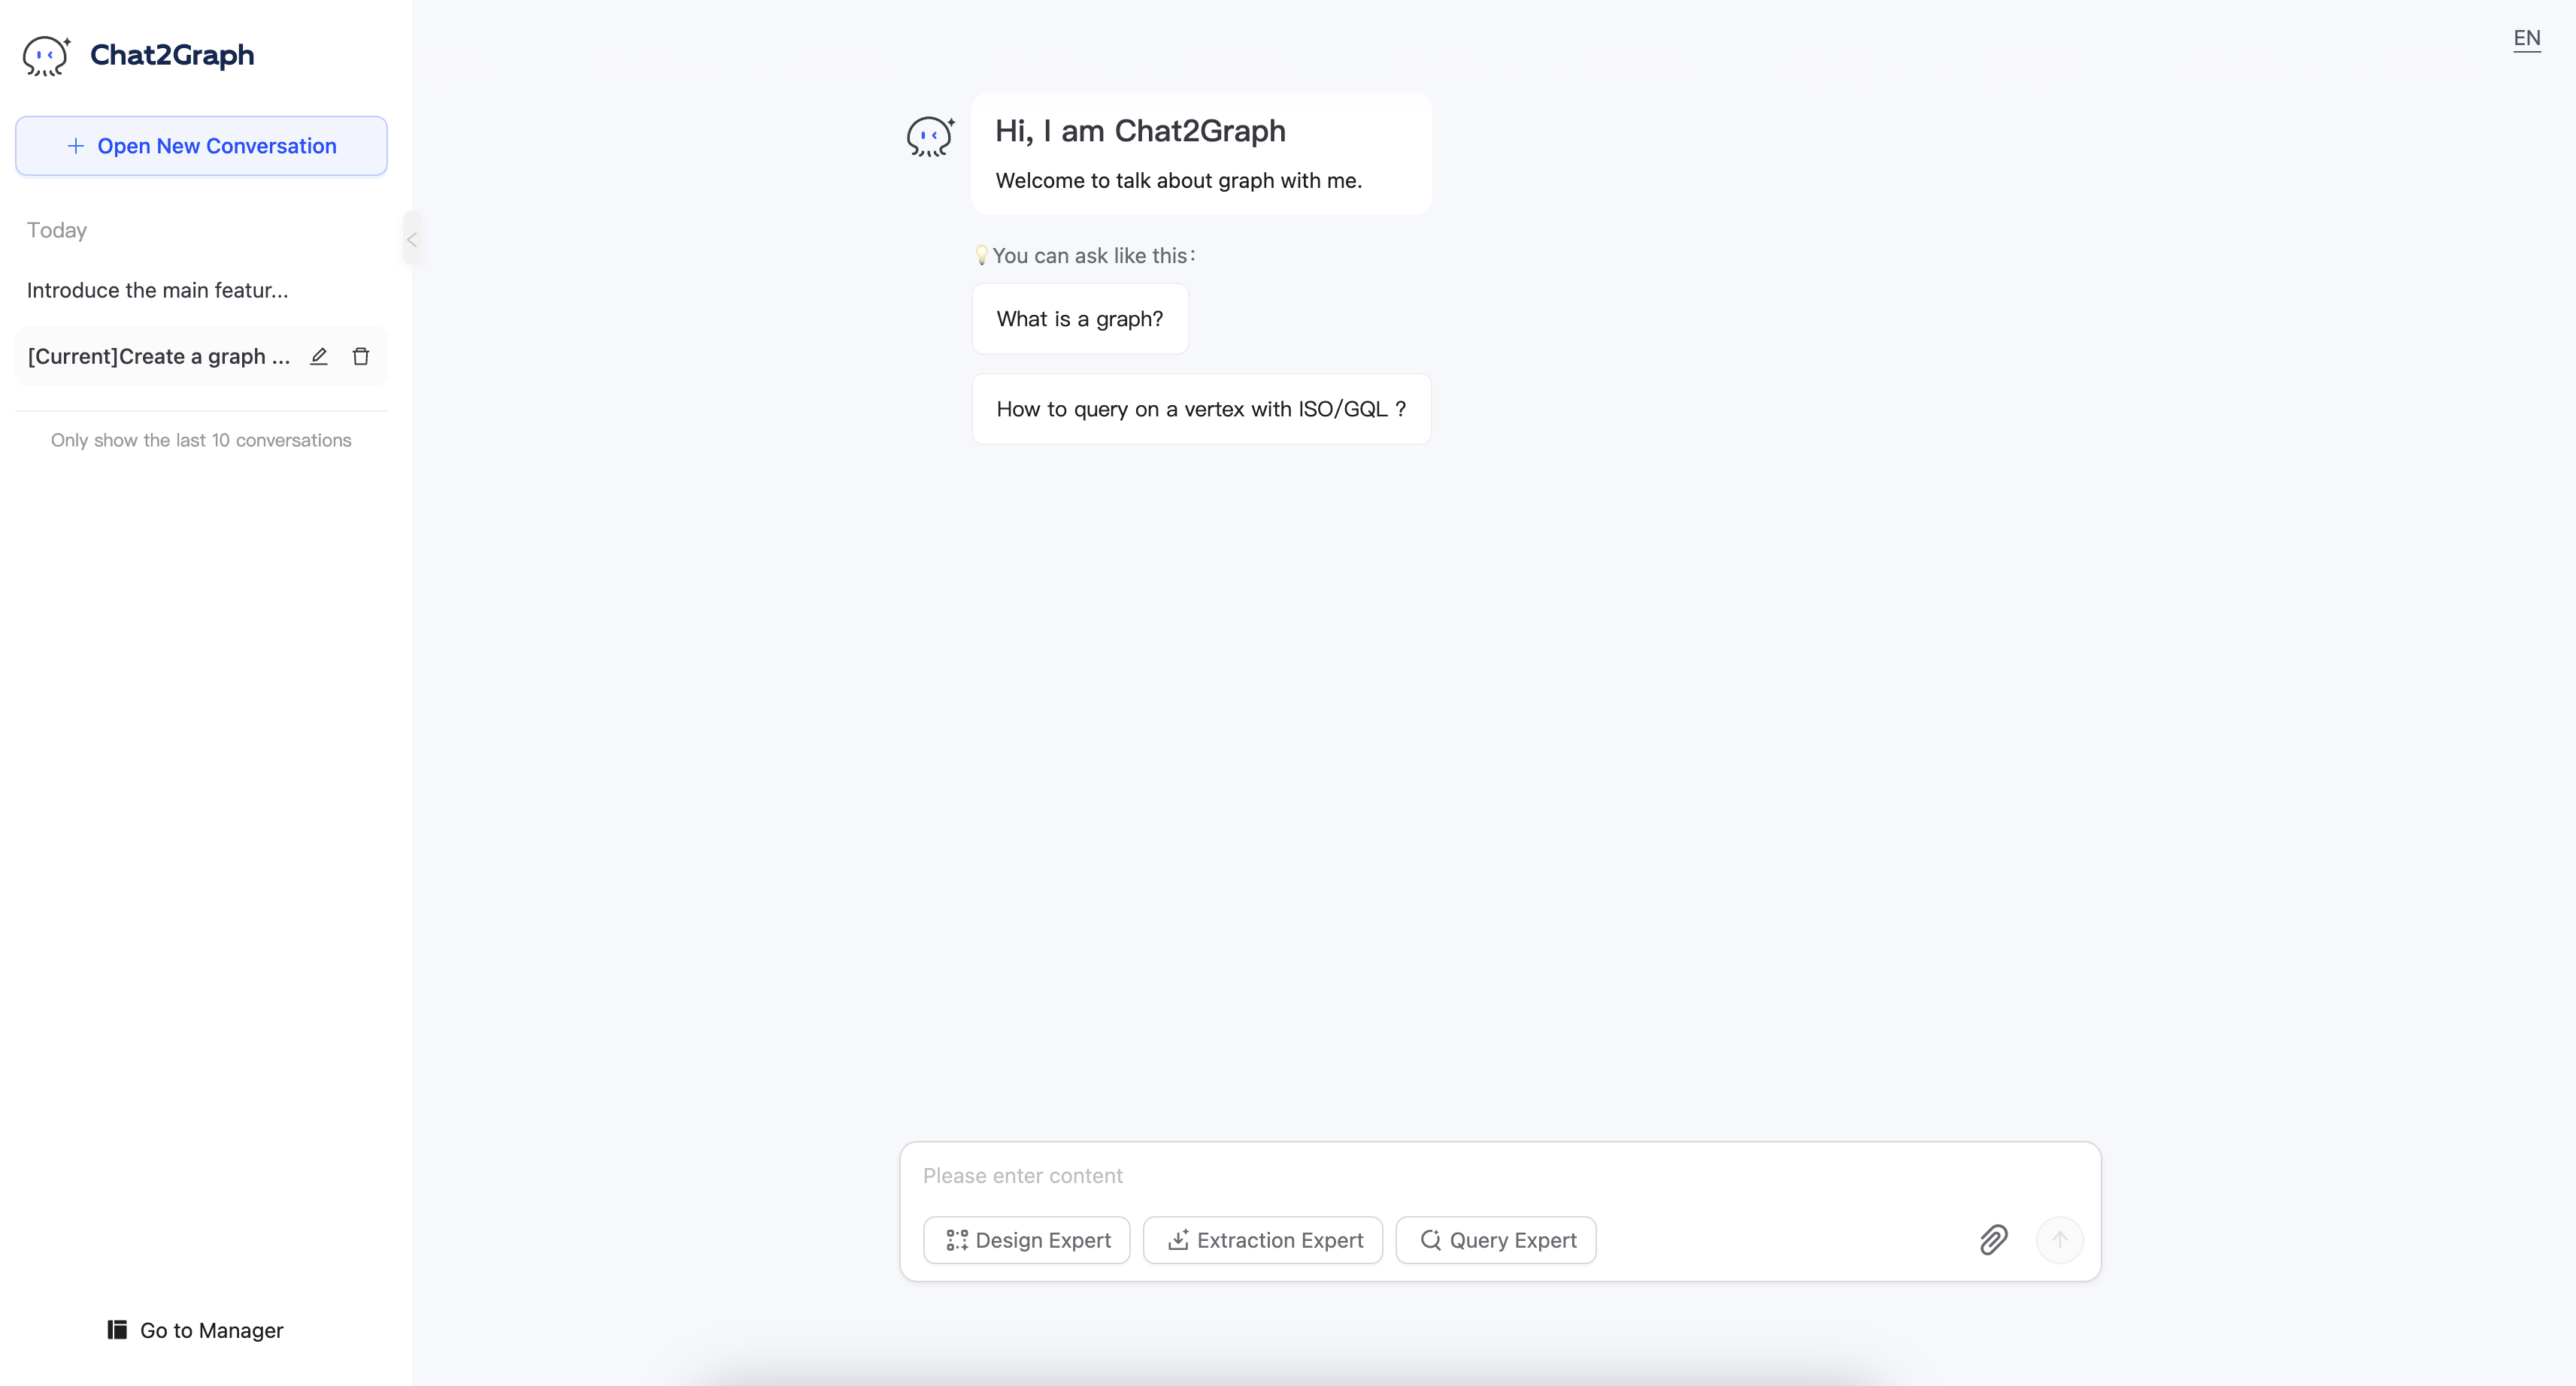 Chat2Graph
Open New Conversation
Today
Introduce the main featur...
[Current]Create a graph ...
Only show the last 10 conversations
Go to Manager
EN
Hi, I am Chat2Graph
Welcome to talk about graph with me.
💡You can ask like this：
What is a graph?
How to query on a vertex with ISO/GQL ?
Please enter content
Design Expert
Extraction Expert
Query Expert